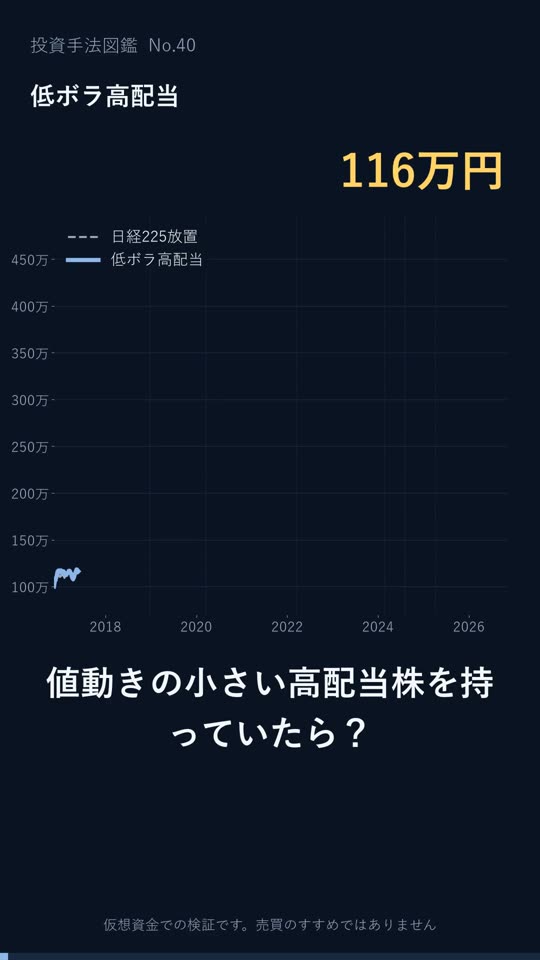 投資手法図鑑 No.40
低ボラ高配当
116万円
日経225放置
低ボラ高配当
450万
400万
350万
300万
250万
200万
150万
100万
2018 2020 2022 2024 2026
値動きの小さい高配当株を持
っていたら？
仮想資金での検証です。売買のすすめではありません